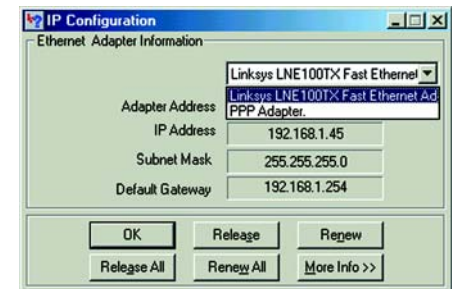 IP Configuration
Ethernet Adapter Information
Linksys LNE100TX Fast Ethernet
Linksys LNE100TX Fast Ethernet Ad
PPP Adapter.
Adapter Address
IP Address 192.168.1.45
Subnet Mask 255.255.255.0
Default Gateway 192.168.1.254
OK Release Renew
Release All Renew All More Info >>